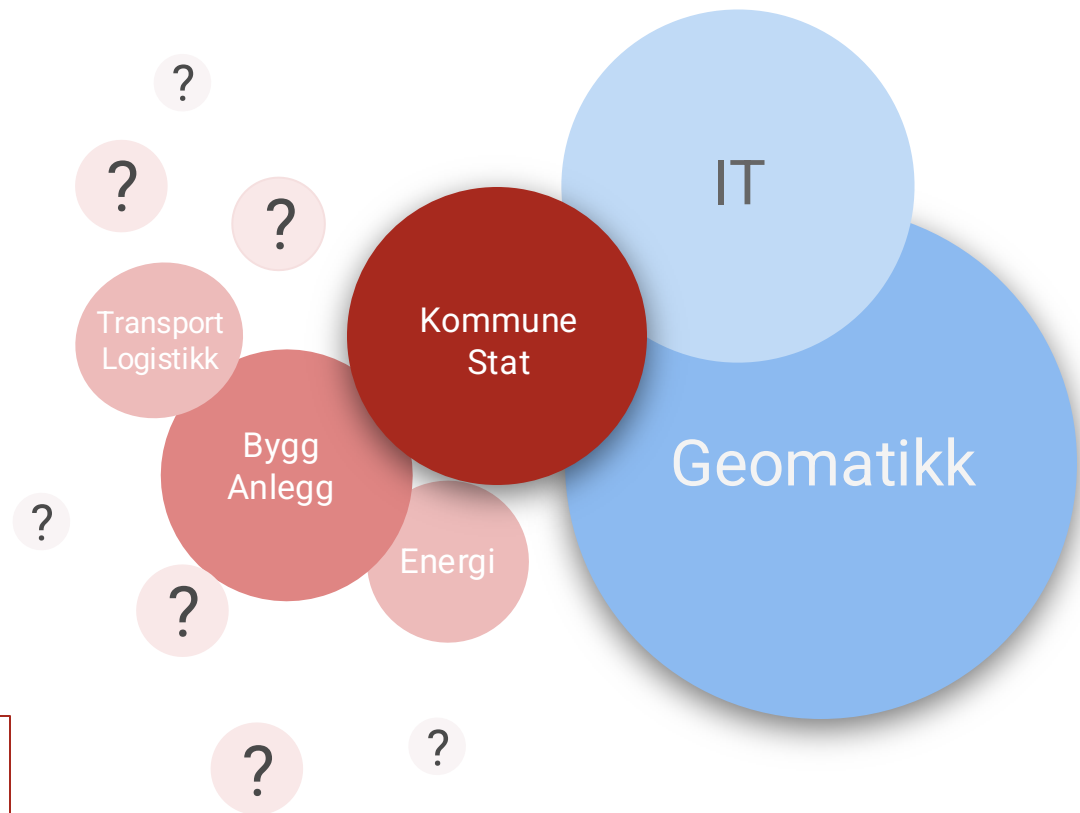 ?
?
?
IT
Transport
Logistikk
Kommune
Stat
Bygg
Anlegg
Geomatikk
?
Energi
?
?
?